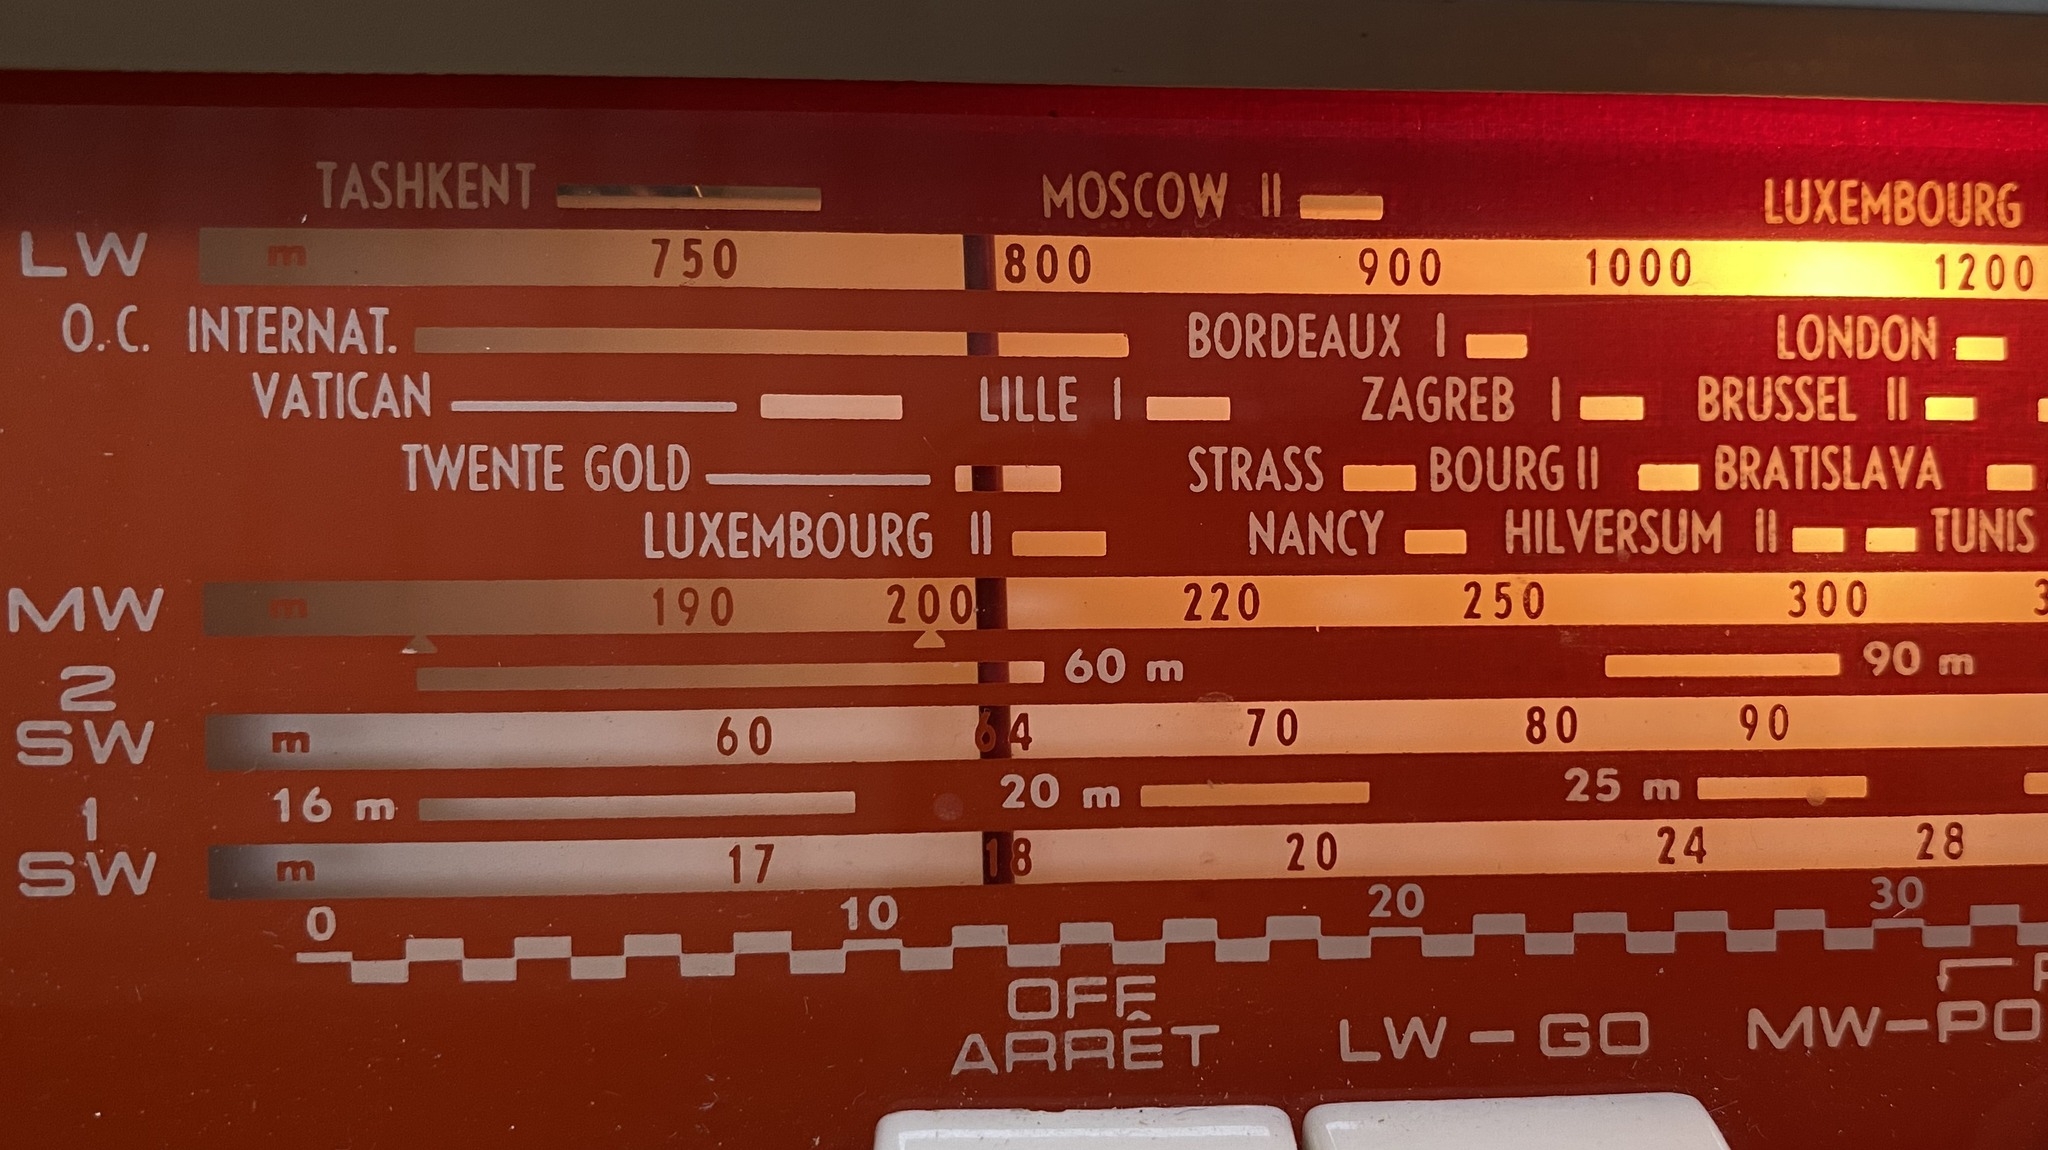 TASHKENT MOSCOW II LUXEMBOURG
LW m 750 800 900 1000 1200
O.C. INTERNAT. BORDEAUX I LONDON
VATICAN LILLE I ZAGREB I BRUSSEL II
TWENTE GOLD STRASS BOURG II BRATISLAVA
LUXEMBOURG II NANCY HILVERSUM II TUNIS
MW m 190 200 220 250 300
60 m 90 m
2
SW m 60 64 70 80 90
16 m 20 m 25 m
1
SW m 17 18 20 24 28
0 10 20 30
OFF
ARRÊT LW-GO MW-PO